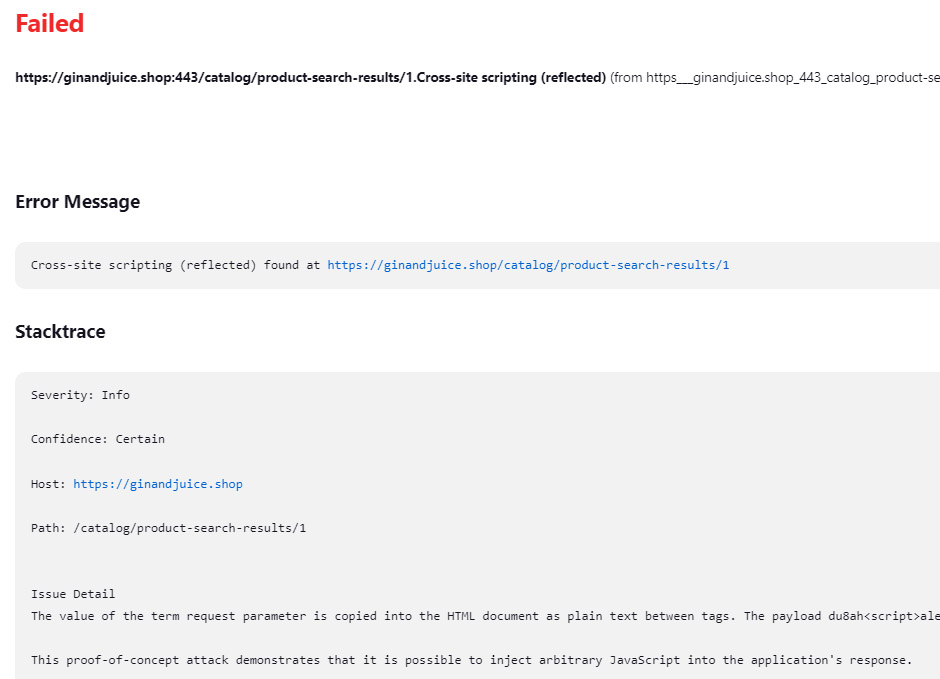 Failed
https://ginandjuice.shop:443/catalog/product-search-results/1.Cross-site scripting (reflected) (from https___ginandjuice.shop_443_catalog_product-se
Error Message
Cross-site scripting (reflected) found at https://ginandjuice.shop/catalog/product-search-results/1
Stacktrace
Severity: Info
Confidence: Certain
Host: https://ginandjuice.shop
Path: /catalog/product-search-results/1
Issue Detail
The value of the term request parameter is copied into the HTML document as plain text between tags. The payload du8ah<script>ale
This proof-of-concept attack demonstrates that it is possible to inject arbitrary JavaScript into the application's response.